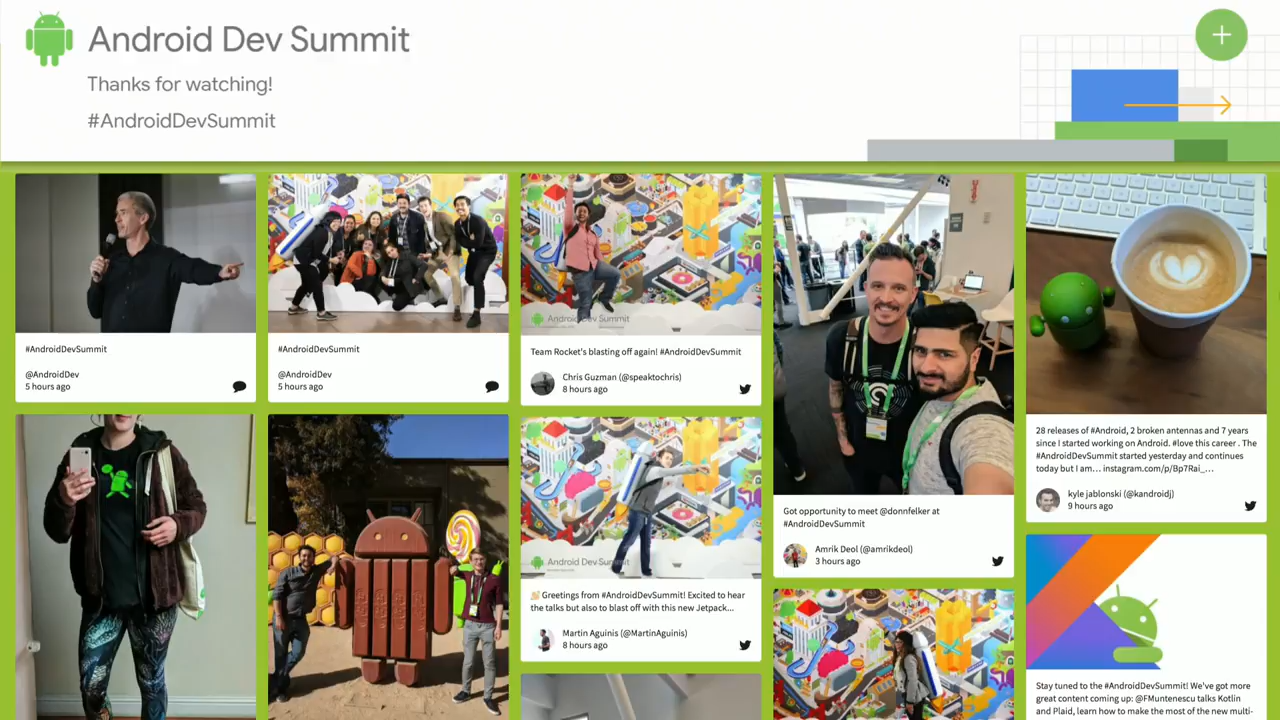 Android Dev Summit
Thanks for watching!
#AndroidDevSummit
#AndroidDevSummit
@AndroidDev
5 hours ago
#AndroidDevSummit
@AndroidDev
5 hours ago
Android Dev Summit
Team Rocket's blasting off again! #AndroidDevSummit
Chris Guzman (@speaktochris)
8 hours ago
Android Dev Summit
👋 Greetings from #AndroidDevSummit! Excited to hear
the talks but also to blast off with this new Jetpack...
Martin Aguinis (@MartinAguinis)
8 hours ago
Got opportunity to meet @donnfelker at
#AndroidDevSummit
Amrik Deol (@amrikdeol)
3 hours ago
28 releases of #Android, 2 broken antennas and 7 years
since I started working on Android. #love this career . The
#AndroidDevSummit started yesterday and continues
today but I am... instagram.com/p/Bp7Rai_...
kyle jablonski (@kandroidj)
9 hours ago
Stay tuned to the #AndroidDevSummit! We've got more
great content coming up: @FMuntenescu talks Kotlin
and Plaid, learn how to make the most of the new multi-